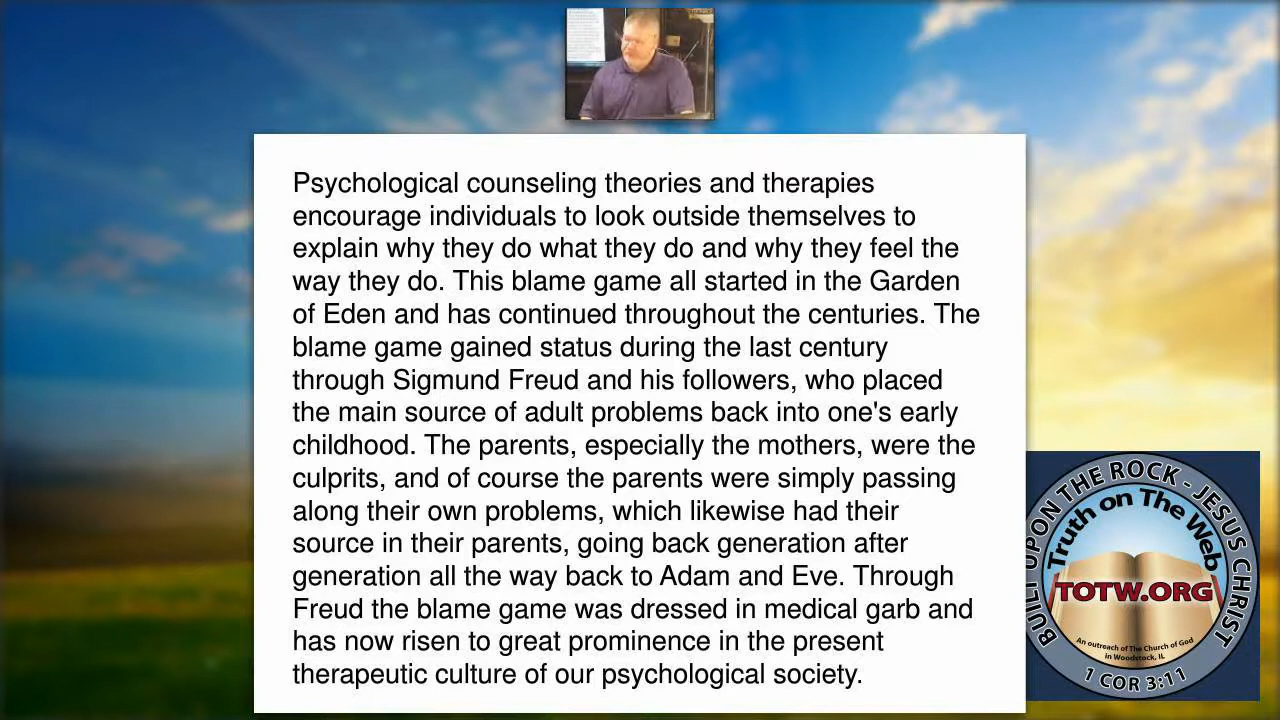 Psychological counseling theories and therapies
encourage individuals to look outside themselves to
explain why they do what they do and why they feel the
way they do. This blame game all started in the Garden
of Eden and has continued throughout the centuries. The
blame game gained status during the last century
through Sigmund Freud and his followers, who placed
the main source of adult problems back into one's early
childhood. The parents, especially the mothers, were the
culprits, and of course the parents were simply passing
along their own problems, which likewise had their
source in their parents, going back generation after
generation all the way back to Adam and Eve. Through
Freud the blame game was dressed in medical garb and
has now risen to great prominence in the present
therapeutic culture of our psychological society.
BUILT UPON THE ROCK - JESUS CHRIST
Truth on The Web
TOTW.ORG
An outreach of The Church of God
in Woodstock, IL
1 COR 3:11